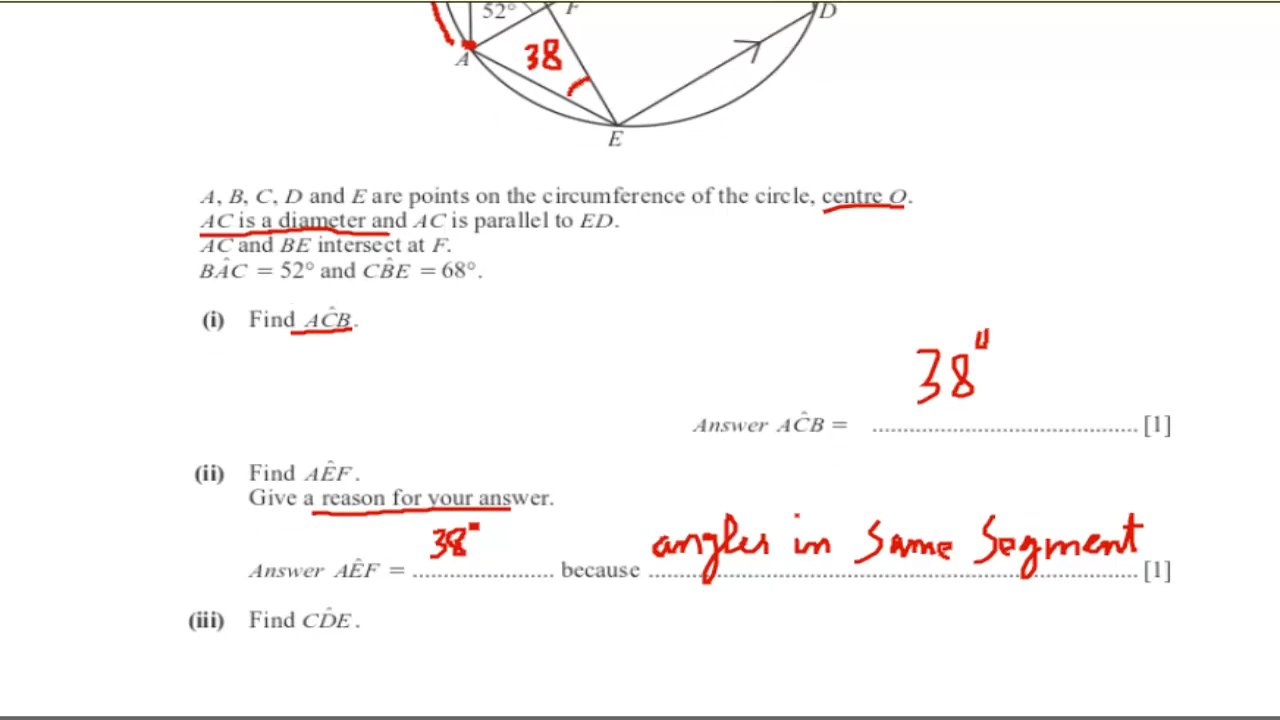 52° F D
A 38
E
A, B, C, D and E are points on the circumference of the circle, centre O.
AC is a diameter and AC is parallel to ED.
AC and BE intersect at F.
BÂC = 52° and CB̂E = 68°.
(i) Find AĈB.
38°
Answer AĈB = ........................................ [1]
(ii) Find AÊF.
Give a reason for your answer.
38° angles in same segment
Answer AÊF = ...................... because ........................................................................ [1]
(iii) Find CD̂E.